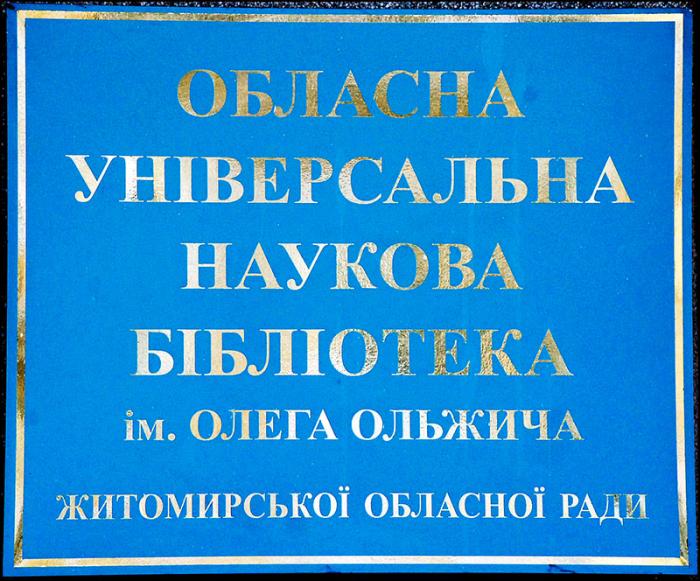 ОБЛАСНА
УНІВЕРСАЛЬНА
НАУКОВА
БІБЛІОТЕКА
ім. ОЛЕГА ОЛЬЖИЧА
ЖИТОМИРСЬКОЇ ОБЛАСНОЇ РАДИ